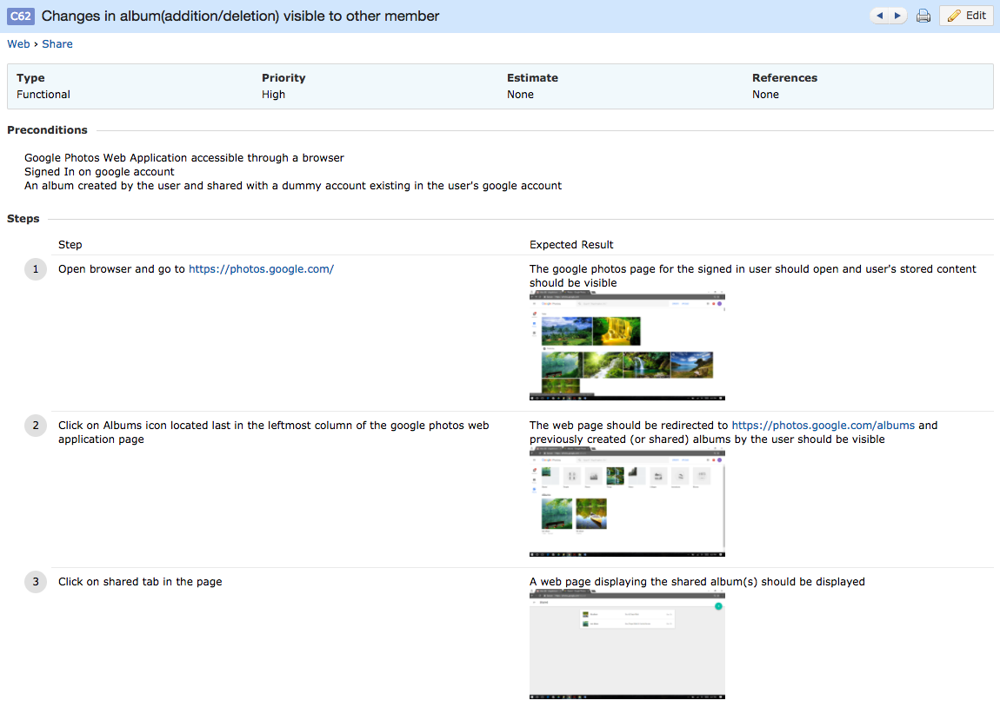 C62 Changes in album(addition/deletion) visible to other member
Edit
Web › Share
Type Priority Estimate References
Functional High None None
Preconditions
Google Photos Web Application accessible through a browser
Signed In on google account
An album created by the user and shared with a dummy account existing in the user's google account
Steps
Step Expected Result
1 Open browser and go to https://photos.google.com/
The google photos page for the signed in user should open and user's stored content
should be visible
2 Click on Albums icon located last in the leftmost column of the google photos web
application page
The web page should be redirected to https://photos.google.com/albums and
previously created (or shared) albums by the user should be visible
Albums
3 Click on shared tab in the page
A web page displaying the shared album(s) should be displayed
Shared